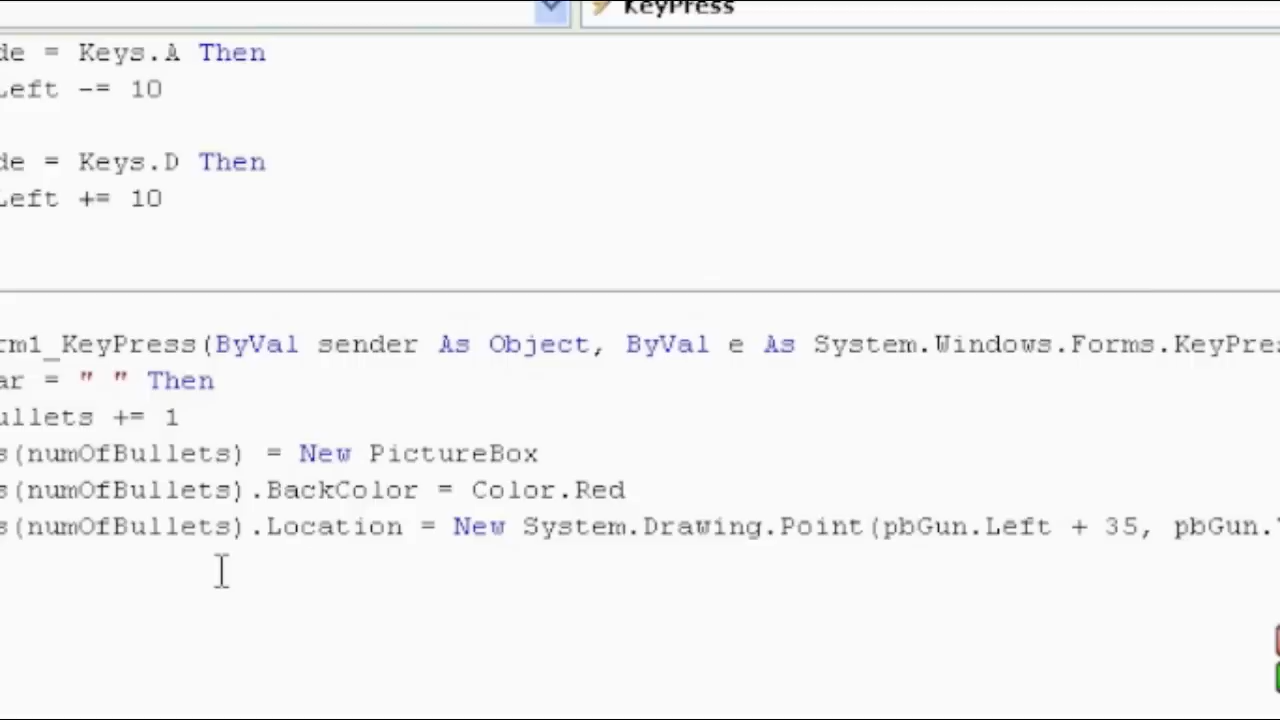 KeyPress
de = Keys.A Then
Left -= 10
de = Keys.D Then
Left += 10
rm1_KeyPress(ByVal sender As Object, ByVal e As System.Windows.Forms.KeyPres
ar = " " Then
ullets += 1
s(numOfBullets) = New PictureBox
s(numOfBullets).BackColor = Color.Red
s(numOfBullets).Location = New System.Drawing.Point(pbGun.Left + 35, pbGun.